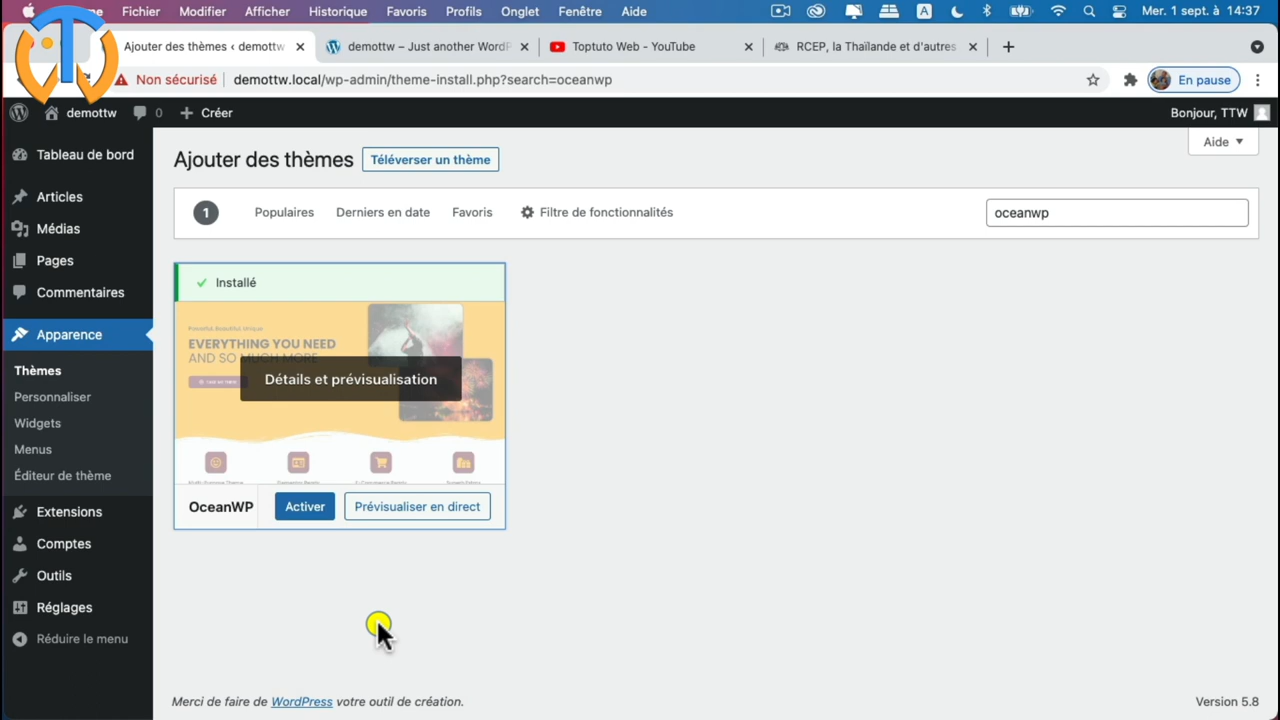 Fichier Modifier Afficher Historique Favoris Profils Onglet Fenêtre Aide A Mer. 1 sept. à 14:37
Ajouter des thèmes ‹ demottw demottw – Just another WordP Toptuto Web - YouTube RCEP, la Thaïlande et d'autres
Non sécurisé demottw.local/wp-admin/theme-install.php?search=oceanwp En pause
demottw 0 Créer Bonjour, TTW
Aide
Tableau de bord
Articles
Médias
Pages
Commentaires
Apparence
Thèmes
Personnaliser
Widgets
Menus
Éditeur de thème
Extensions
Comptes
Outils
Réglages
Réduire le menu
Ajouter des thèmes Téléverser un thème
1 Populaires Derniers en date Favoris Filtre de fonctionnalités oceanwp
Installé
Powerful, Beautiful, Unique
EVERYTHING YOU NEED
AND SO MUCH MORE
Détails et prévisualisation
OceanWP Activer Prévisualiser en direct
Merci de faire de WordPress votre outil de création. Version 5.8